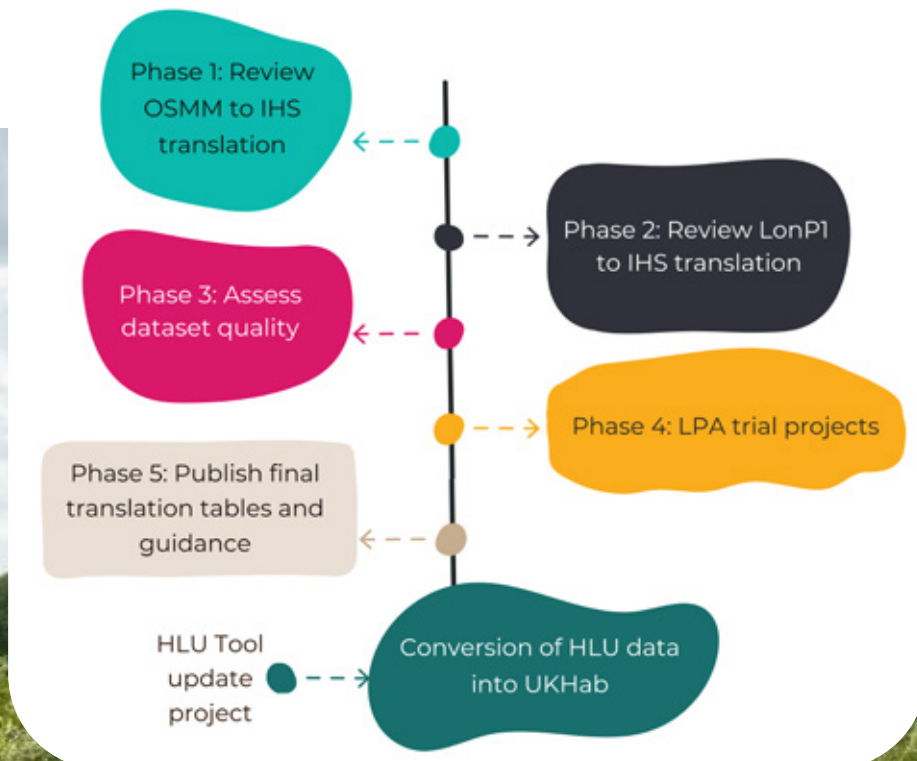 Phase 1: Review
OSMM to IHS
translation
Phase 2: Review LonP1
to IHS translation
Phase 3: Assess
dataset quality
Phase 4: LPA trial projects
Phase 5: Publish final
translation tables and
guidance
HLU Tool
update
project
Conversion of HLU data
into UKHab